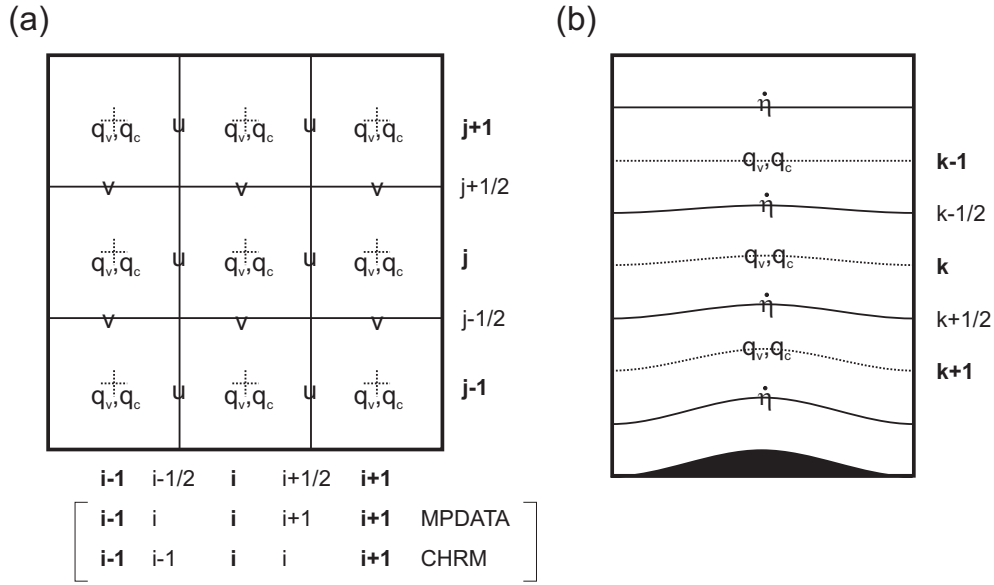 (a)
q_v,q_c u q_v,q_c u q_v,q_c j+1
v v v j+1/2
q_v,q_c u q_v,q_c u q_v,q_c j
v v v j-1/2
q_v,q_c u q_v,q_c u q_v,q_c j-1
i-1 i-1/2 i i+1/2 i+1
i-1 i i i+1 i+1 MPDATA
i-1 i-1 i i i+1 CHRM
(b)
η̇
q_v,q_c k-1
η̇ k-1/2
q_v,q_c k
η̇ k+1/2
q_v,q_c k+1
η̇